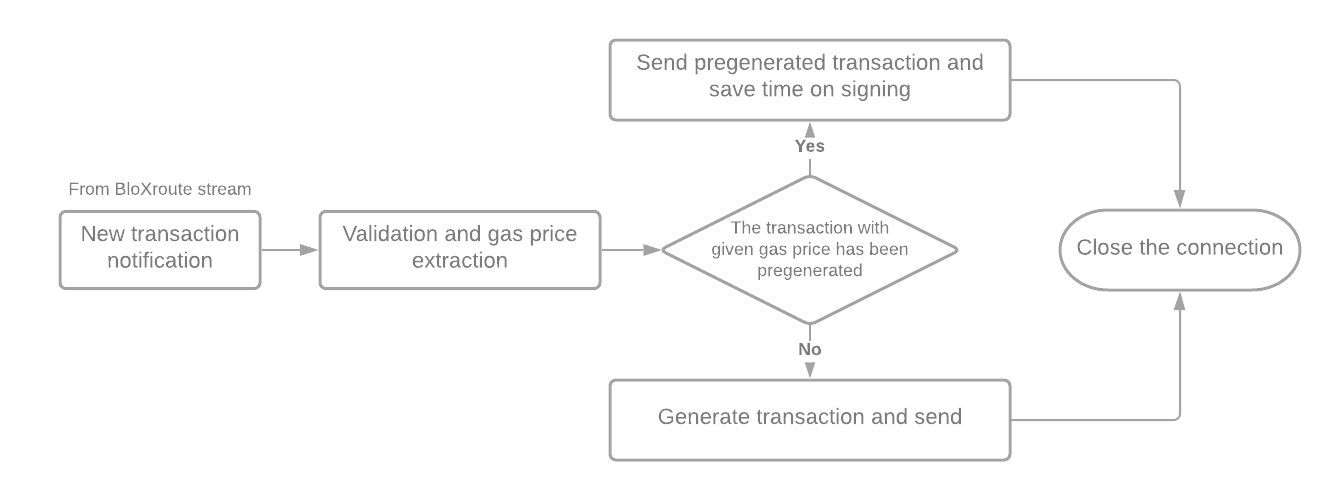 Send pregenerated transaction and
save time on signing
Yes
From BloXroute stream
New transaction
notification
Validation and gas price
extraction
The transaction with
given gas price has been
pregenerated
Close the connection
No
Generate transaction and send